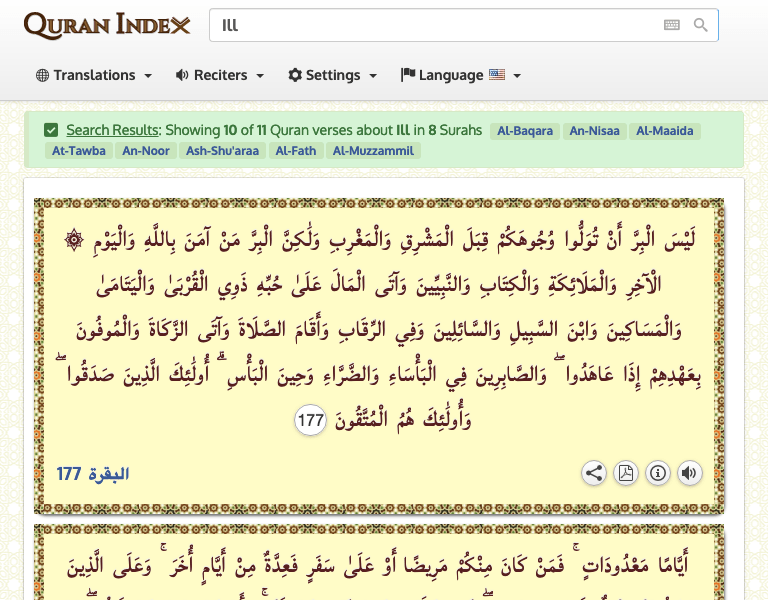 QURAN INDEX
Ill
Translations
Reciters
Settings
Language
Search Results: Showing 10 of 11 Quran verses about Ill in 8 Surahs Al-Baqara An-Nisaa Al-Maaida
At-Tawba An-Noor Ash-Shu'araa Al-Fath Al-Muzzammil
۞ لَيْسَ الْبِرَّ أَنْ تُوَلُّوا وُجُوهَكُمْ قِبَلَ الْمَشْرِقِ وَالْمَغْرِبِ وَلَٰكِنَّ الْبِرَّ مَنْ آمَنَ بِاللَّهِ وَالْيَوْمِ
الْآخِرِ وَالْمَلَائِكَةِ وَالْكِتَابِ وَالنَّبِيِّينَ وَآتَى الْمَالَ عَلَىٰ حُبِّهِ ذَوِي الْقُرْبَىٰ وَالْيَتَامَىٰ
وَالْمَسَاكِينَ وَابْنَ السَّبِيلِ وَالسَّائِلِينَ وَفِي الرِّقَابِ وَأَقَامَ الصَّلَاةَ وَآتَى الزَّكَاةَ وَالْمُوفُونَ
بِعَهْدِهِمْ إِذَا عَاهَدُوا ۖ وَالصَّابِرِينَ فِي الْبَأْسَاءِ وَالضَّرَّاءِ وَحِينَ الْبَأْسِ ۗ أُولَٰئِكَ الَّذِينَ صَدَقُوا ۖ
وَأُولَٰئِكَ هُمُ الْمُتَّقُونَ 177
البقرة 177
أَيَّامًا مَعْدُودَاتٍ ۚ فَمَنْ كَانَ مِنْكُمْ مَرِيضًا أَوْ عَلَىٰ سَفَرٍ فَعِدَّةٌ مِنْ أَيَّامٍ أُخَرَ ۚ وَعَلَى الَّذِينَ